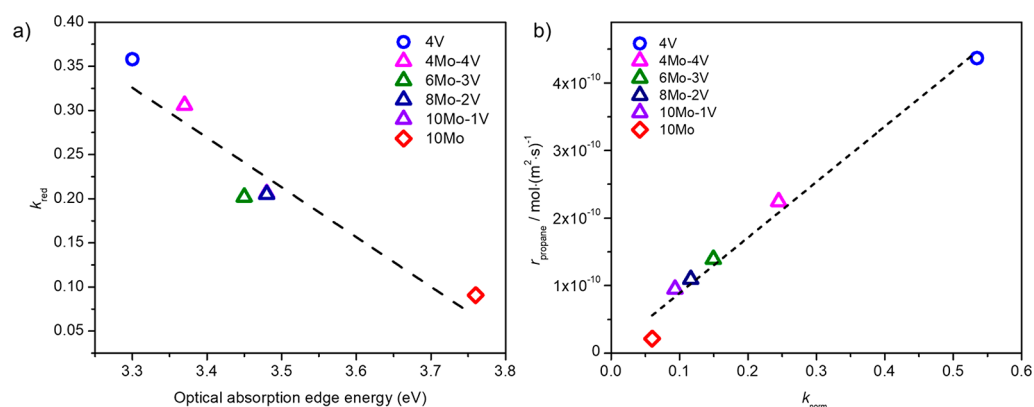 a)
0.40
0.35
0.30
0.25
0.20
0.15
0.10
0.05
k_red
4V
4Mo-4V
6Mo-3V
8Mo-2V
10Mo-1V
10Mo
3.3 3.4 3.5 3.6 3.7 3.8
Optical absorption edge energy (eV)
b)
4x10⁻¹⁰
3x10⁻¹⁰
2x10⁻¹⁰
1x10⁻¹⁰
0
r_propane / mol·(m²·s)⁻¹
4V
4Mo-4V
6Mo-3V
8Mo-2V
10Mo-1V
10Mo
0.0 0.1 0.2 0.3 0.4 0.5 0.6
k_norm